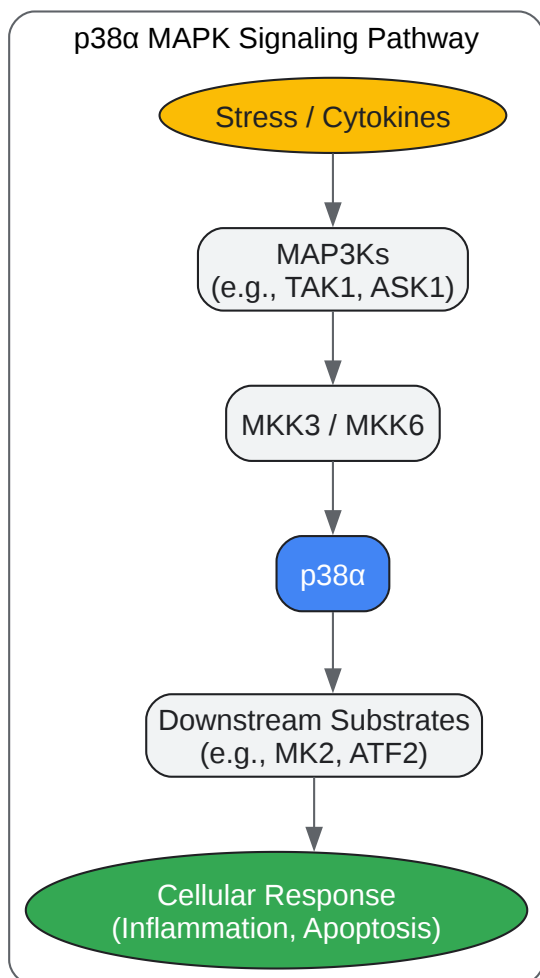 p38α MAPK Signaling Pathway
Stress / Cytokines
MAP3Ks
(e.g., TAK1, ASK1)
MKK3 / MKK6
p38α
Downstream Substrates
(e.g., MK2, ATF2)
Cellular Response
(Inflammation, Apoptosis)